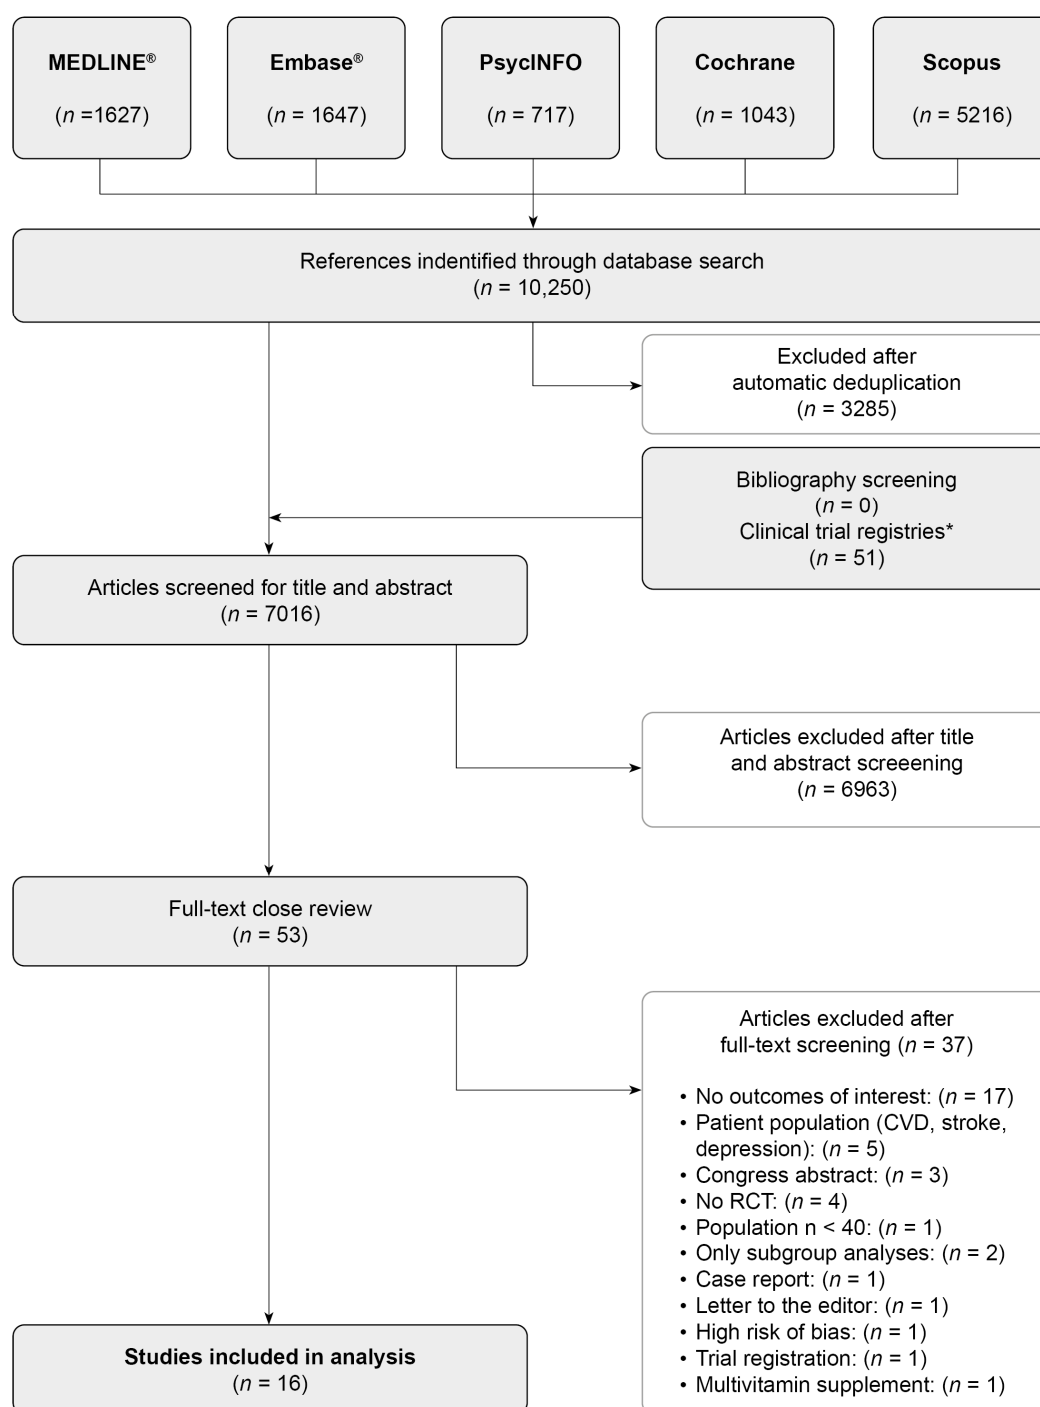 MEDLINE®
(n =1627)
Embase®
(n = 1647)
PsycINFO
(n = 717)
Cochrane
(n = 1043)
Scopus
(n = 5216)
References indentified through database search
(n = 10,250)
Excluded after
automatic deduplication
(n = 3285)
Bibliography screening
(n = 0)
Clinical trial registries*
(n = 51)
Articles screened for title and abstract
(n = 7016)
Articles excluded after title
and abstract screeening
(n = 6963)
Full-text close review
(n = 53)
Articles excluded after
full-text screening (n = 37)
• No outcomes of interest: (n = 17)
• Patient population (CVD, stroke,
depression): (n = 5)
• Congress abstract: (n = 3)
• No RCT: (n = 4)
• Population n < 40: (n = 1)
• Only subgroup analyses: (n = 2)
• Case report: (n = 1)
• Letter to the editor: (n = 1)
• High risk of bias: (n = 1)
• Trial registration: (n = 1)
• Multivitamin supplement: (n = 1)
Studies included in analysis
(n = 16)